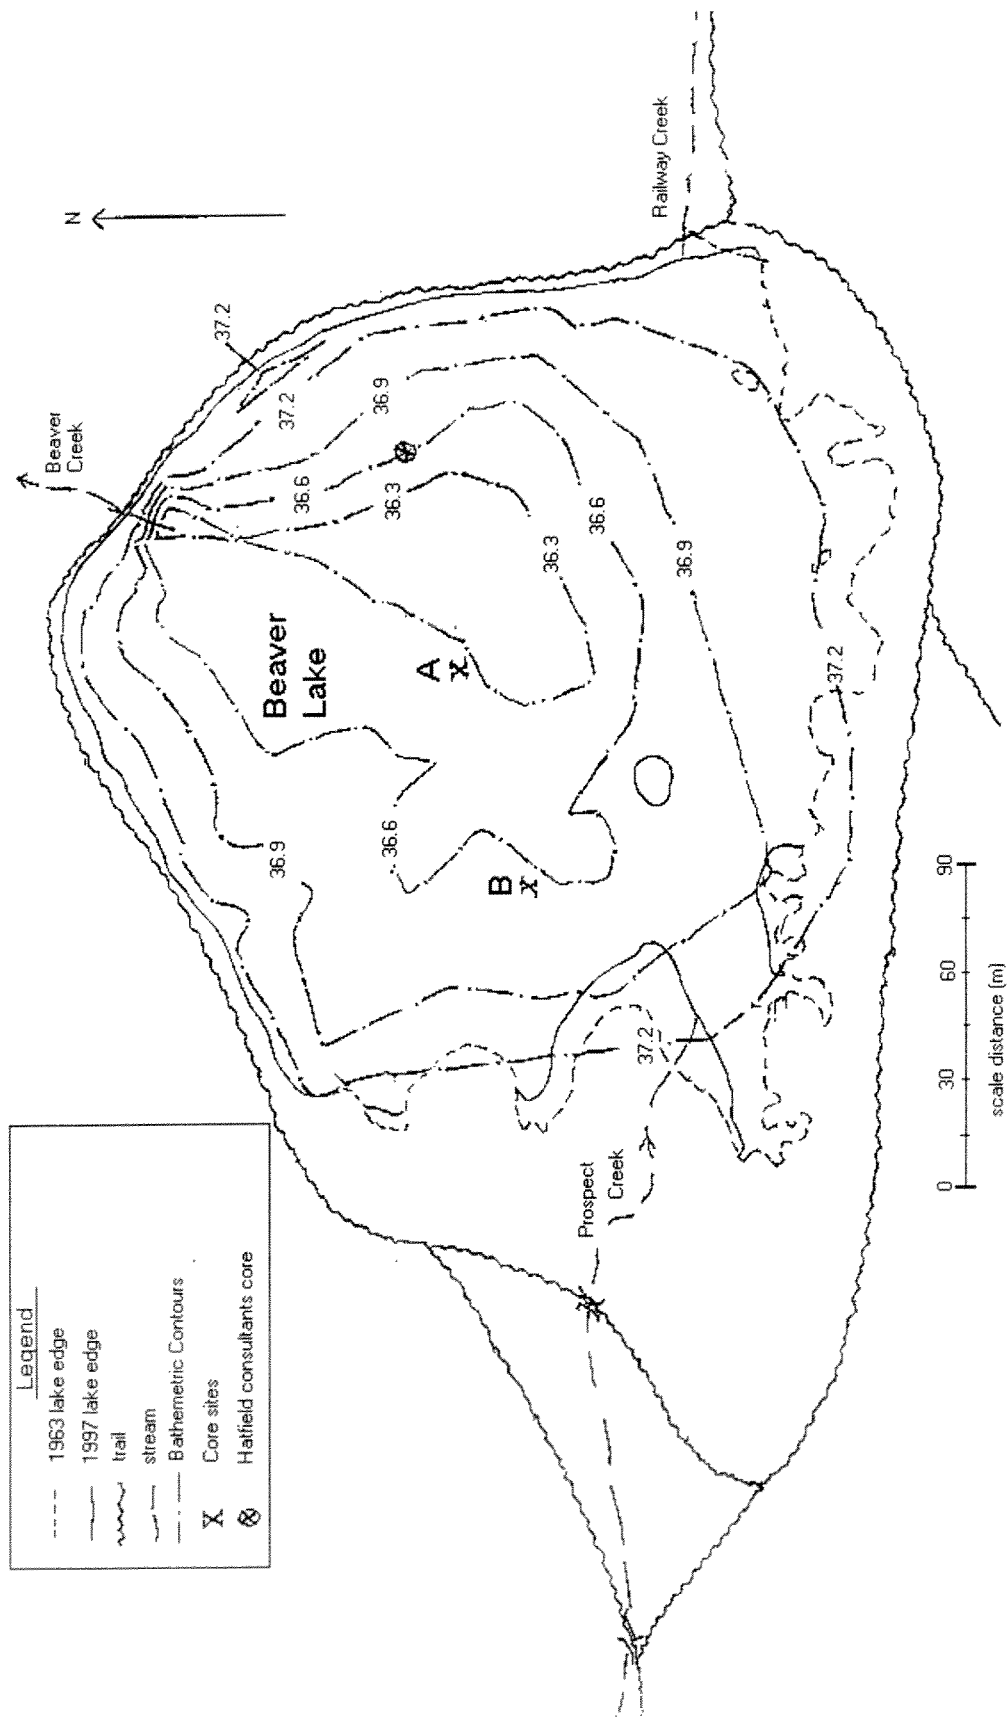 Legend
1963 lake edge
1997 lake edge
trail
stream
Bathemetric Contours
X Core sites
Hatfield consultants core
N
Beaver
Creek
37.2
37.2
36.9
36.6
36.3
Beaver
Lake
A
X
36.3
36.6
36.9
37.2
36.9
36.6
B
X
37.2
Prospect
Creek
Railway Creek
0 30 60 90
scale distance (m)